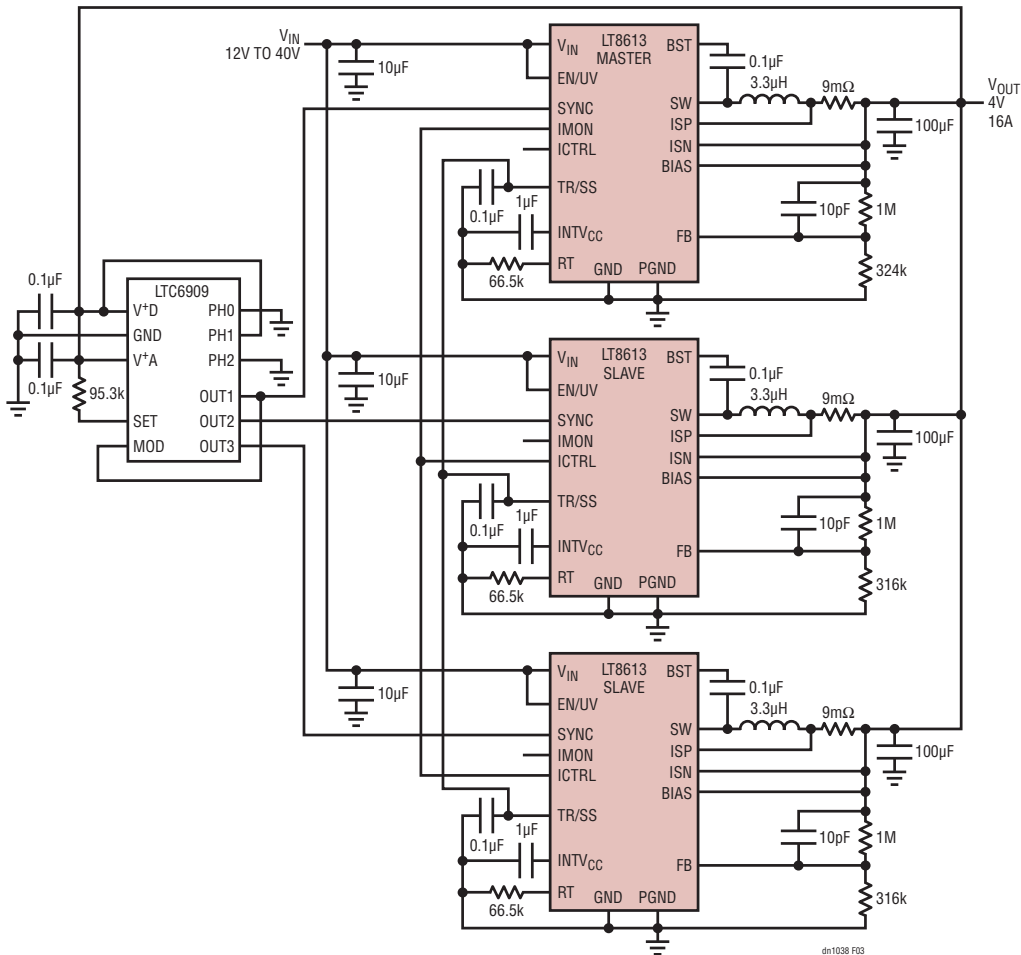 VIN
12V TO 40V
10µF
VIN
EN/UV
SYNC
IMON
ICTRL
TR/SS
INTVCC
RT
LT8613
MASTER
BST
SW
ISP
ISN
BIAS
FB
GND
PGND
0.1µF
1µF
66.5k
0.1µF
3.3µH
9mΩ
100µF
10pF
1M
324k
VOUT
4V
16A
0.1µF
0.1µF
95.3k
LTC6909
V+D
GND
V+A
SET
MOD
PH0
PH1
PH2
OUT1
OUT2
OUT3
10µF
VIN
EN/UV
SYNC
IMON
ICTRL
TR/SS
INTVCC
RT
LT8613
SLAVE
BST
SW
ISP
ISN
BIAS
FB
GND
PGND
0.1µF
1µF
66.5k
0.1µF
3.3µH
9mΩ
100µF
10pF
1M
316k
10µF
VIN
EN/UV
SYNC
IMON
ICTRL
TR/SS
INTVCC
RT
LT8613
SLAVE
BST
SW
ISP
ISN
BIAS
FB
GND
PGND
0.1µF
1µF
66.5k
0.1µF
3.3µH
9mΩ
100µF
10pF
1M
316k
dn1038 F03